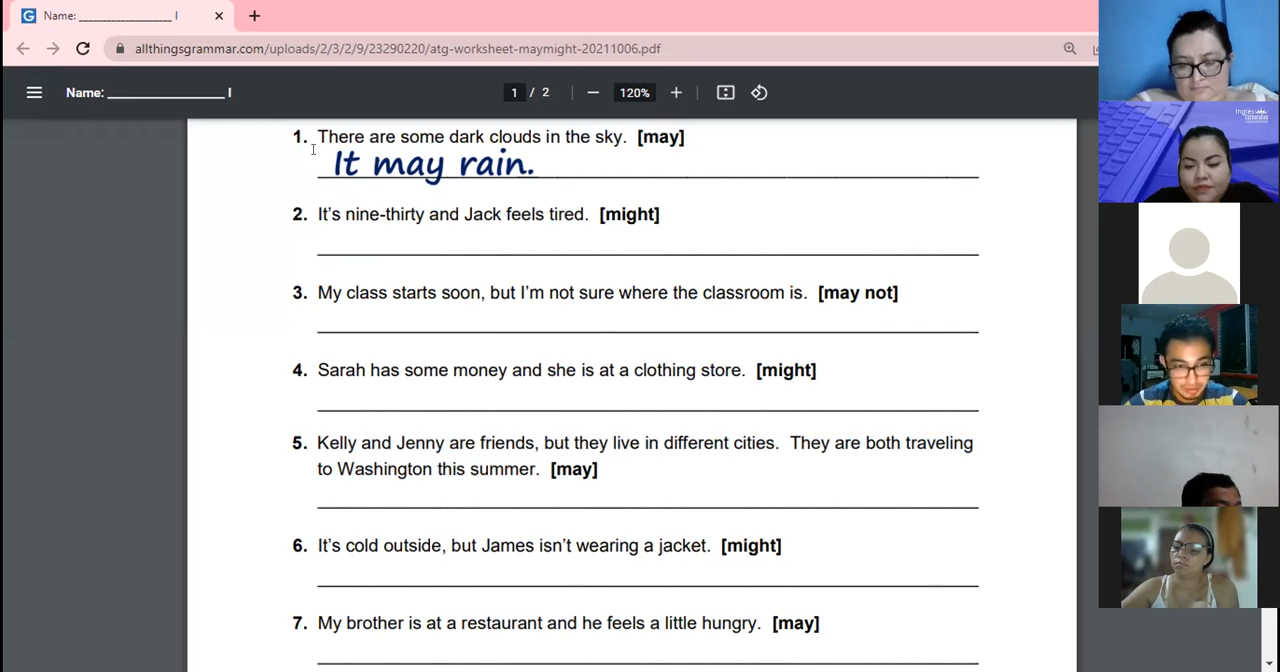 Name: ____________________ l
allthingsgrammar.com/uploads/2/3/2/9/23290220/atg-worksheet-maymight-20211006.pdf
Name: ________________ l
1 / 2
120%
Inglés
Corporativo
1. There are some dark clouds in the sky. [may]
It may rain.
2. It's nine-thirty and Jack feels tired. [might]
3. My class starts soon, but I'm not sure where the classroom is. [may not]
4. Sarah has some money and she is at a clothing store. [might]
5. Kelly and Jenny are friends, but they live in different cities. They are both traveling
to Washington this summer. [may]
6. It's cold outside, but James isn't wearing a jacket. [might]
7. My brother is at a restaurant and he feels a little hungry. [may]